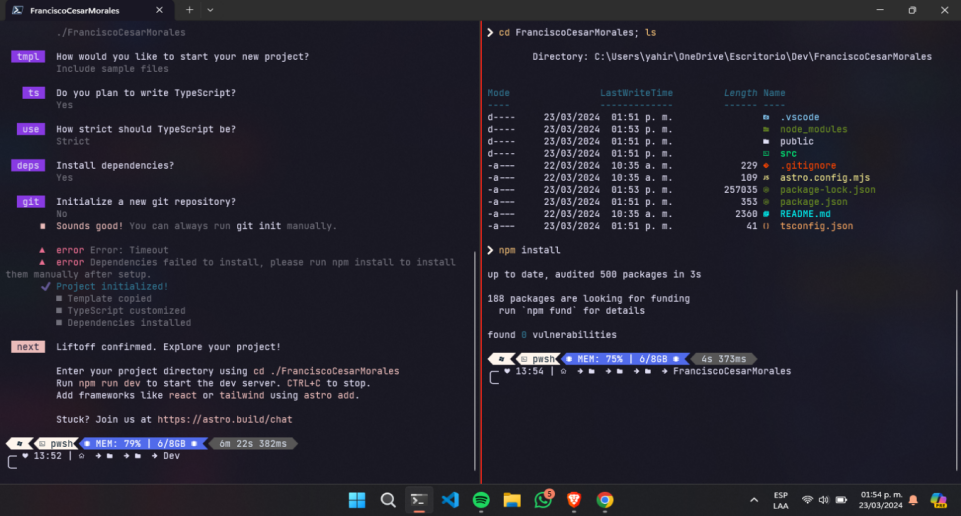 FranciscoCesarMorales
./FranciscoCesarMorales
tmpl How would you like to start your new project?
Include sample files
ts Do you plan to write TypeScript?
Yes
use How strict should TypeScript be?
Strict
deps Install dependencies?
Yes
git Initialize a new git repository?
No
■ Sounds good! You can always run git init manually.
▲ error Error: Timeout
▲ error Dependencies failed to install, please run npm install to install
them manually after setup.
✔ Project initialized!
■ Template copied
■ TypeScript customized
■ Dependencies installed
next Liftoff confirmed. Explore your project!
Enter your project directory using cd ./FranciscoCesarMorales
Run npm run dev to start the dev server. CTRL+C to stop.
Add frameworks like react or tailwind using astro add.
Stuck? Join us at https://astro.build/chat
pwsh MEM: 79% | 6/8GB 6m 22s 382ms
13:52 | Dev
❯ cd FranciscoCesarMorales; ls
Directory: C:\Users\yahir\OneDrive\Escritorio\Dev\FranciscoCesarMorales
Mode LastWriteTime Length Name
---- ------------- ------ ----
d---- 23/03/2024 01:51 p. m. .vscode
d---- 23/03/2024 01:53 p. m. node_modules
d---- 23/03/2024 01:51 p. m. public
d---- 23/03/2024 01:51 p. m. src
-a--- 22/03/2024 10:35 a. m. 229 .gitignore
-a--- 22/03/2024 10:35 a. m. 109 astro.config.mjs
-a--- 23/03/2024 01:53 p. m. 257035 package-lock.json
-a--- 23/03/2024 01:51 p. m. 353 package.json
-a--- 22/03/2024 10:35 a. m. 2360 README.md
-a--- 23/03/2024 01:51 p. m. 41 tsconfig.json
❯ npm install
up to date, audited 500 packages in 3s
188 packages are looking for funding
run `npm fund` for details
found 0 vulnerabilities
pwsh MEM: 75% | 6/8GB 4s 373ms
13:54 | FranciscoCesarMorales
5
ESP
LAA
01:54 p. m.
23/03/2024
PRE